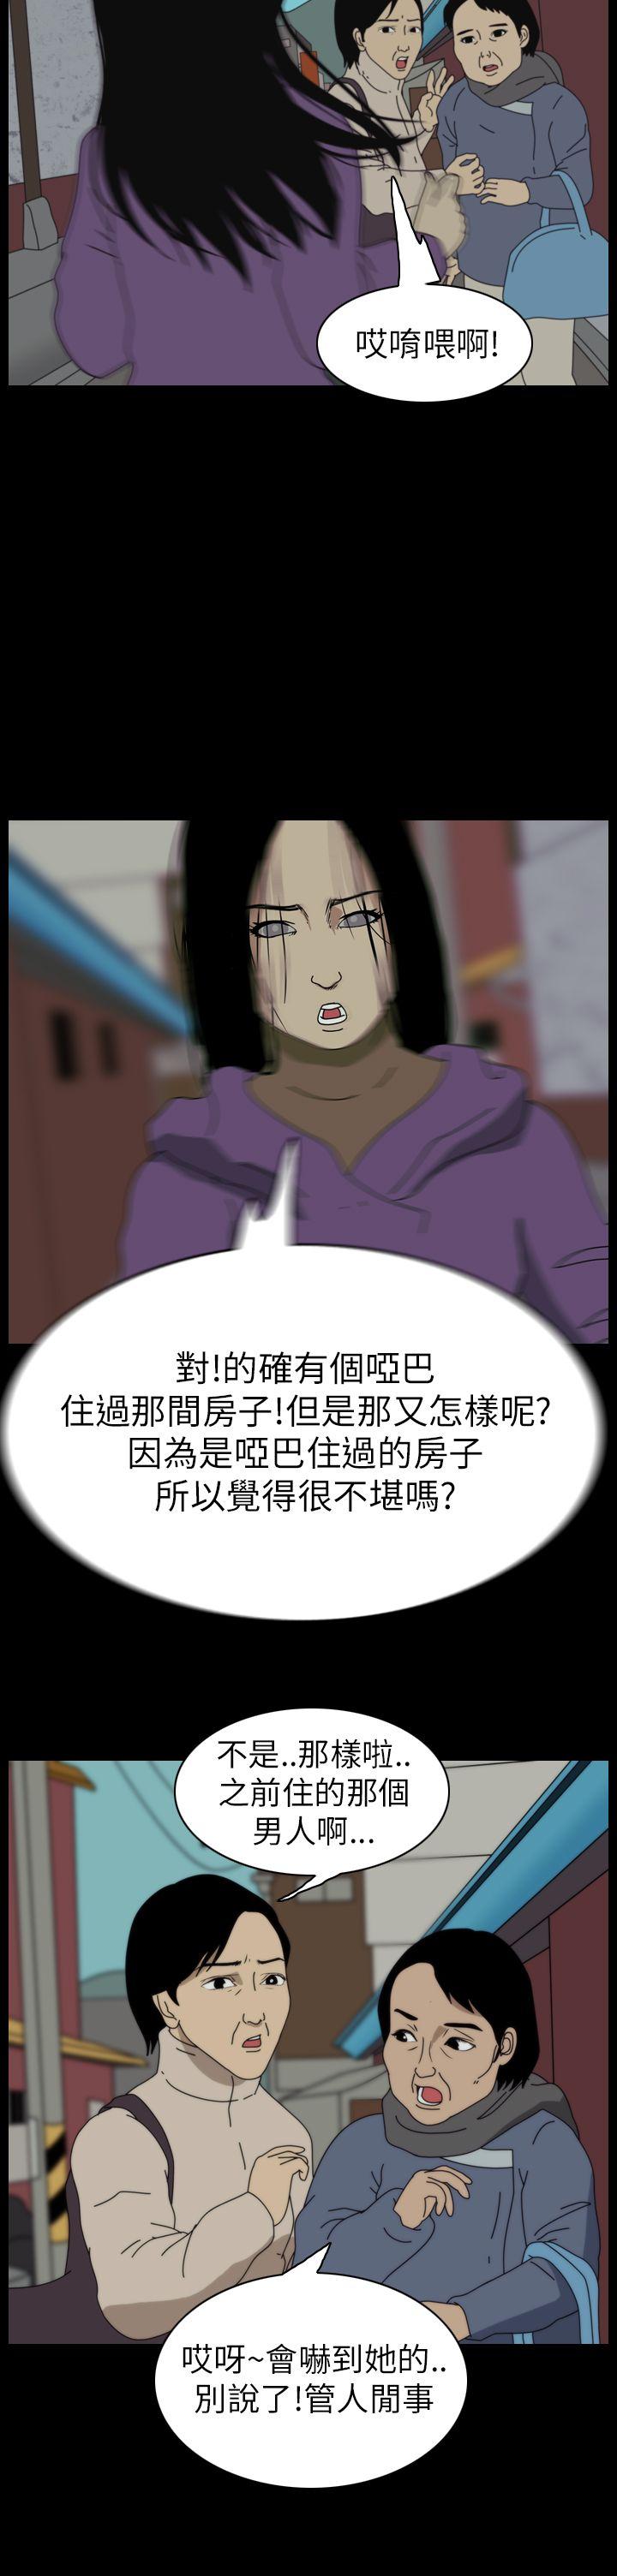 哎唷喂啊!
對!的確有個啞巴
住過那間房子!但是那又怎樣呢?
因為是啞巴住過的房子
所以覺得很不堪嗎?
不是..那樣啦..
之前住的那個
男人啊...
哎呀~會嚇到她的..
別說了!管人閒事